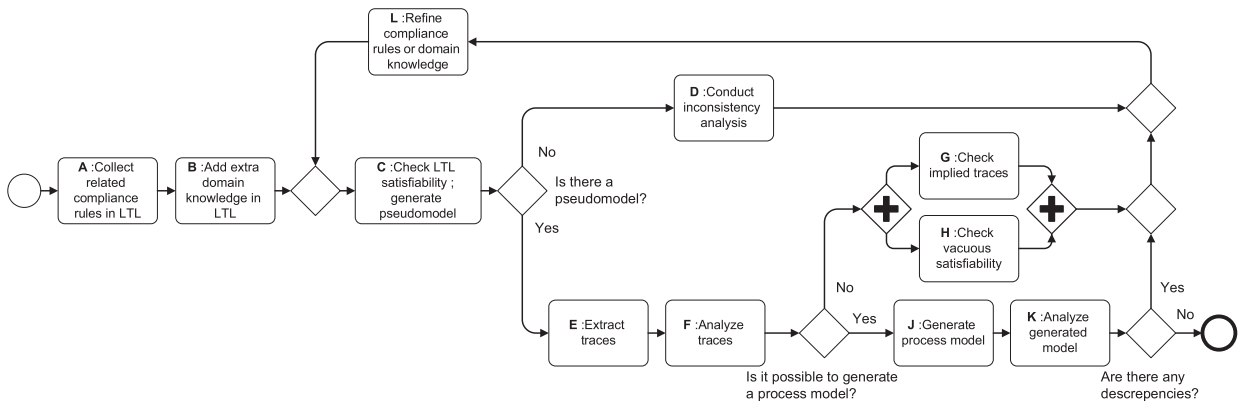 L :Refine
compliance
rules or domain
knowledge
D :Conduct
inconsistency
analysis
A :Collect
related
compliance
rules in LTL
B :Add extra
domain
knowledge in
LTL
C :Check LTL
satisfiability ;
generate
pseudomodel
No
Is there a
pseudomodel?
Yes
G :Check
implied traces
H :Check
vacuous
satisfiability
E :Extract
traces
F :Analyze
traces
No
Yes
Is it possible to generate
a process model?
J :Generate
process model
K :Analyze
generated
model
Yes
No
Are there any
descrepencies?